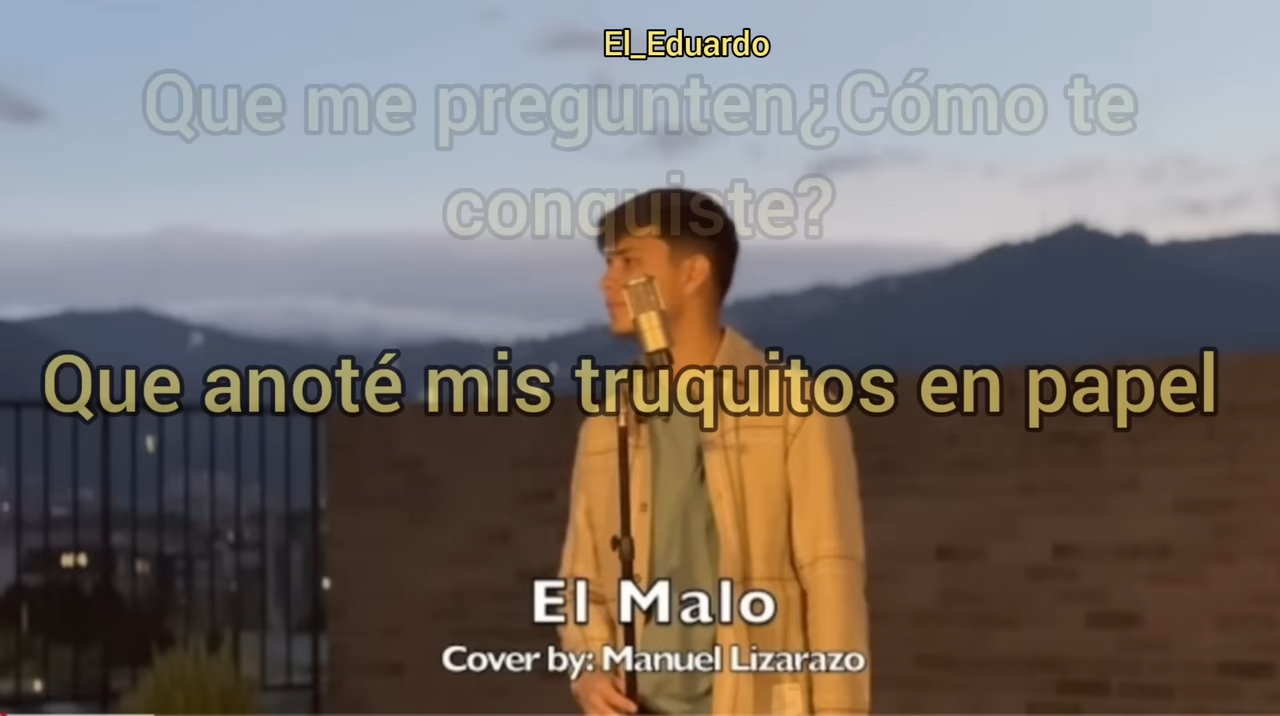 El_Eduardo
Que me pregunten¿Cómo te
conquiste?
Que anoté mis truquitos en papel
El Malo
Cover by: Manuel Lizarazo